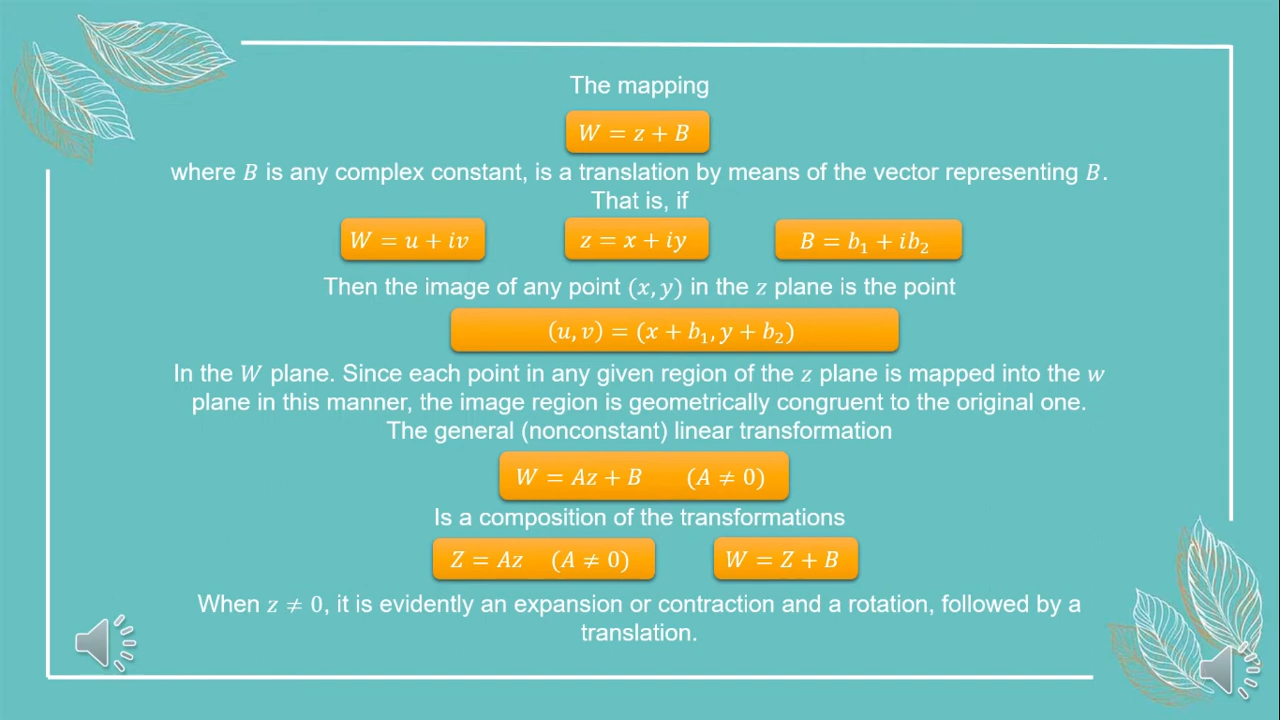 The mapping
W = z + B
where B is any complex constant, is a translation by means of the vector representing B.
That is, if
W = u + iv z = x + iy B = b₁ + ib₂
Then the image of any point (x, y) in the z plane is the point
(u, v) = (x + b₁, y + b₂)
In the W plane. Since each point in any given region of the z plane is mapped into the w
plane in this manner, the image region is geometrically congruent to the original one.
The general (nonconstant) linear transformation
W = Az + B (A ≠ 0)
Is a composition of the transformations
Z = Az (A ≠ 0) W = Z + B
When z ≠ 0, it is evidently an expansion or contraction and a rotation, followed by a
translation.